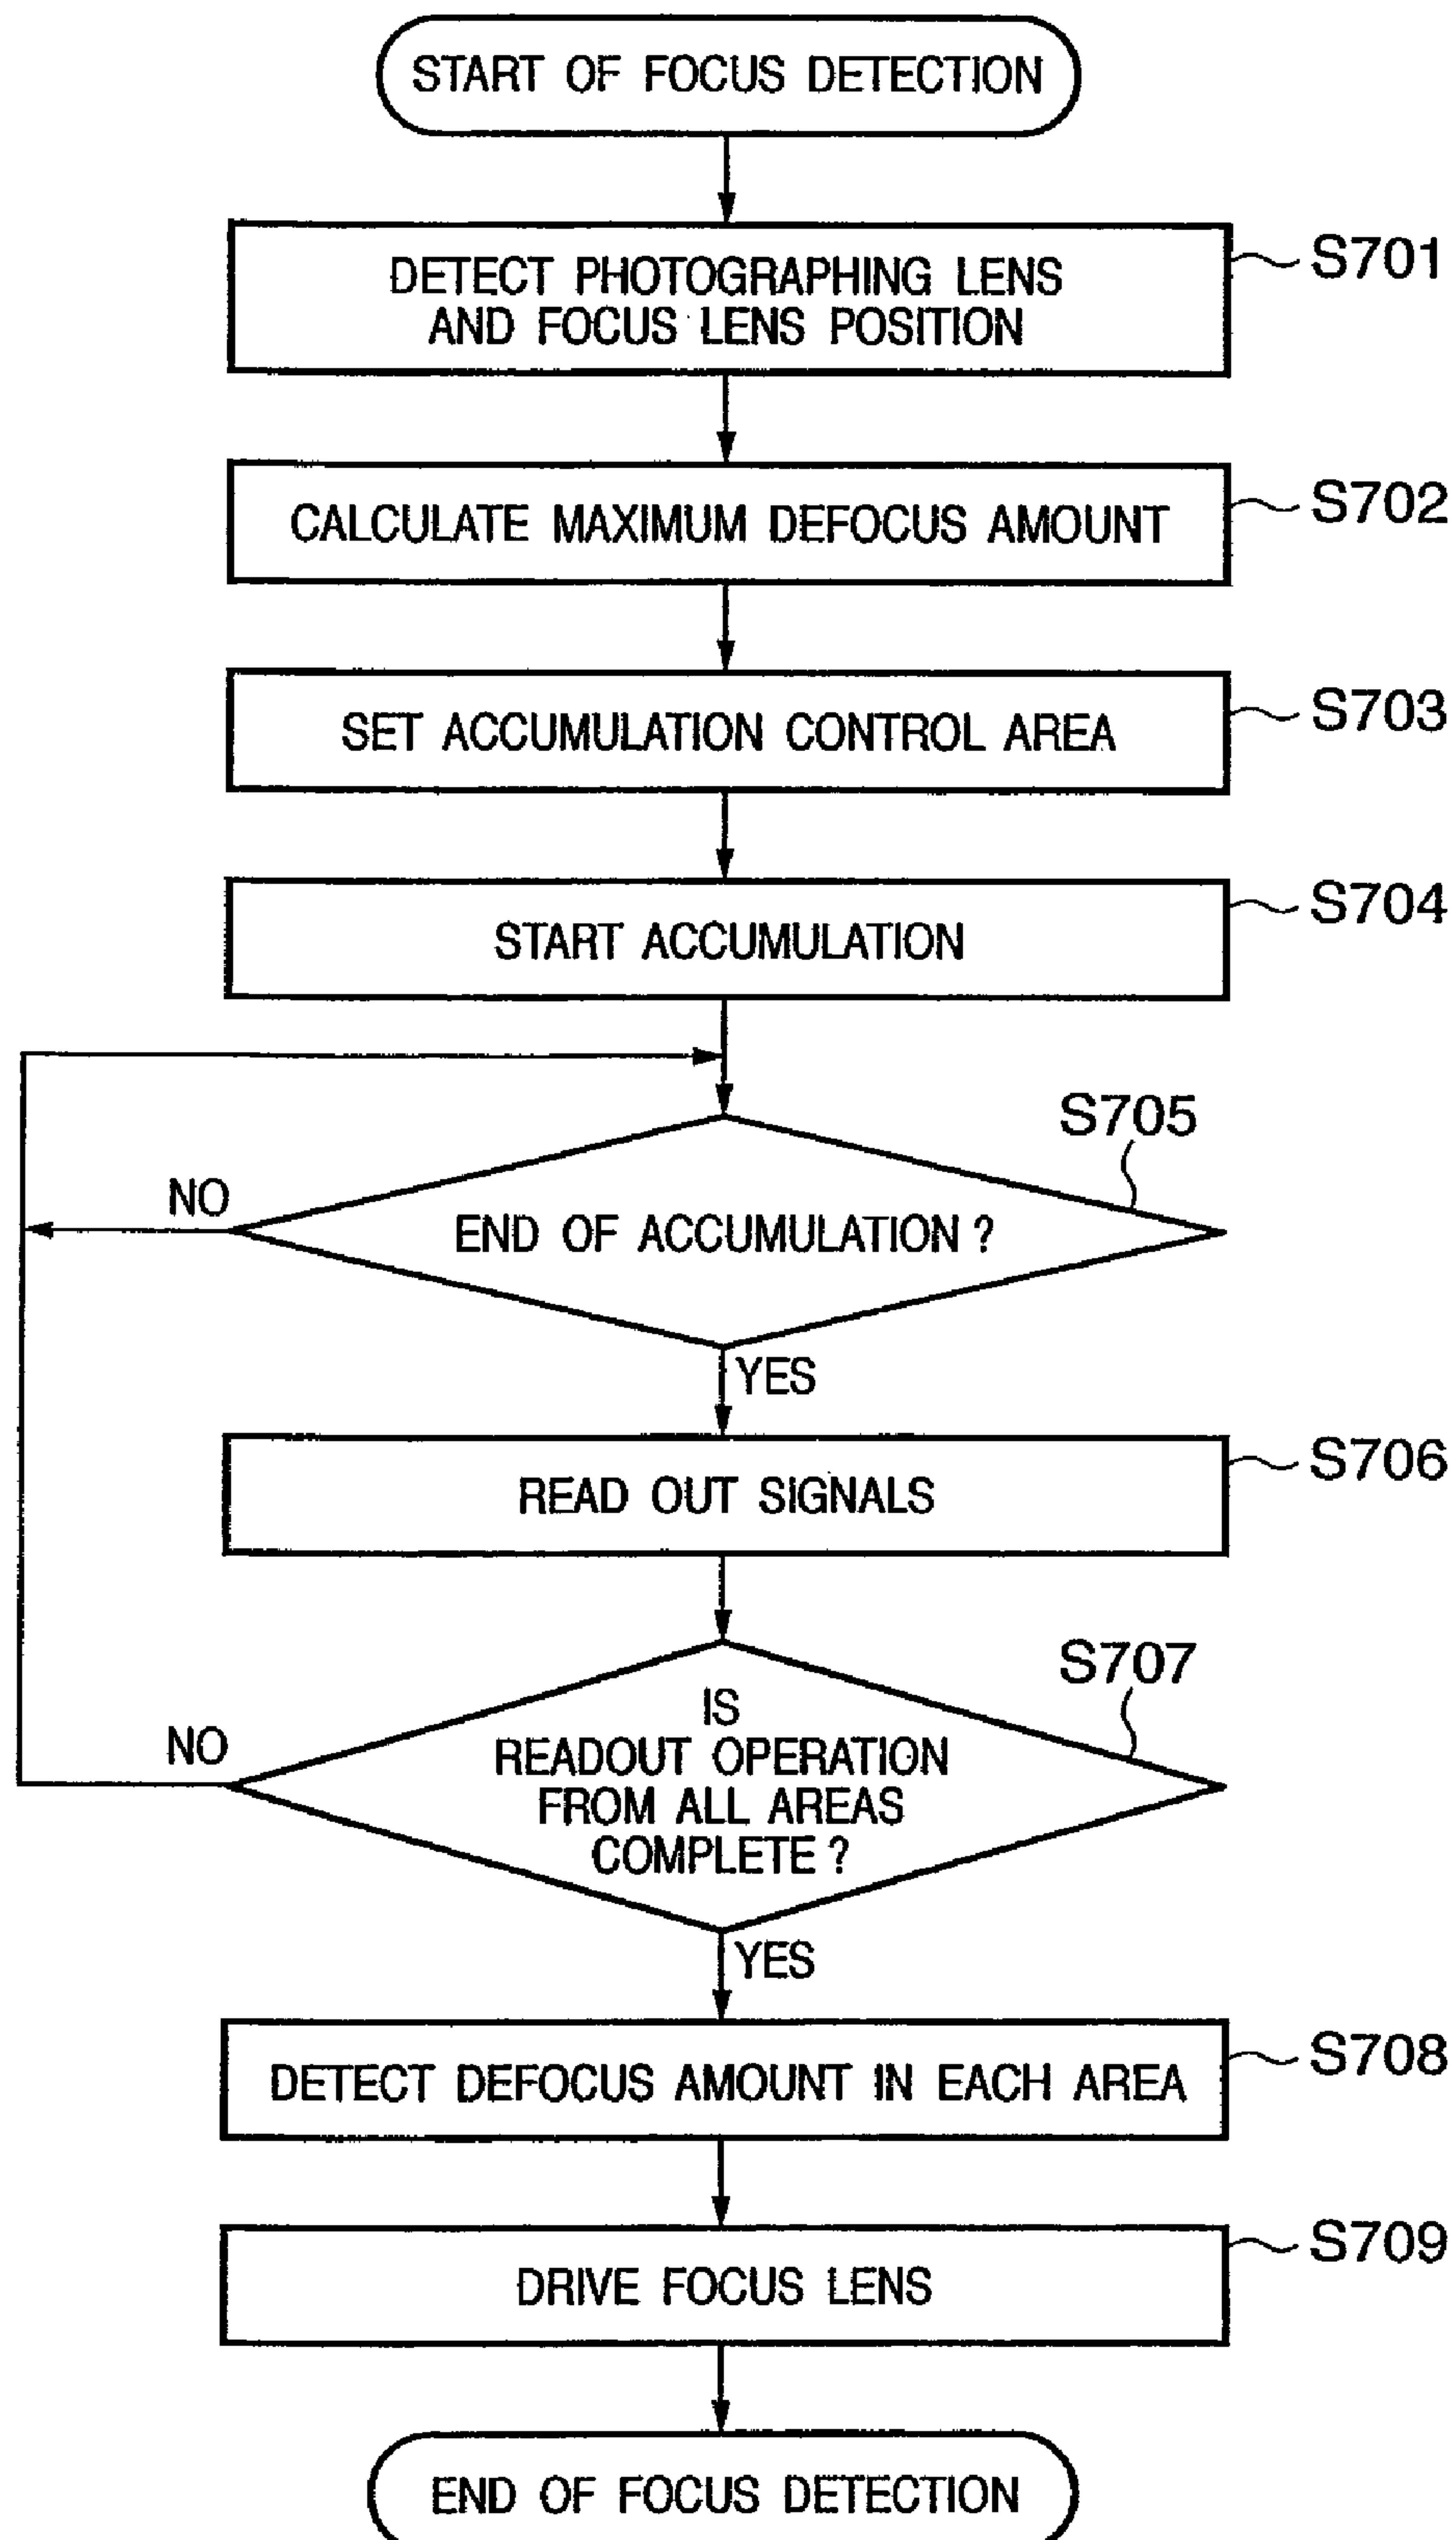 START OF FOCUS DETECTION
DETECT PHOTOGRAPHING LENS
AND FOCUS LENS POSITION
S701
CALCULATE MAXIMUM DEFOCUS AMOUNT
S702
SET ACCUMULATION CONTROL AREA
S703
START ACCUMULATION
S704
S705
NO
END OF ACCUMULATION ?
YES
READ OUT SIGNALS
S706
S707
NO
IS
READOUT OPERATION
FROM ALL AREAS
COMPLETE ?
YES
DETECT DEFOCUS AMOUNT IN EACH AREA
S708
DRIVE FOCUS LENS
S709
END OF FOCUS DETECTION